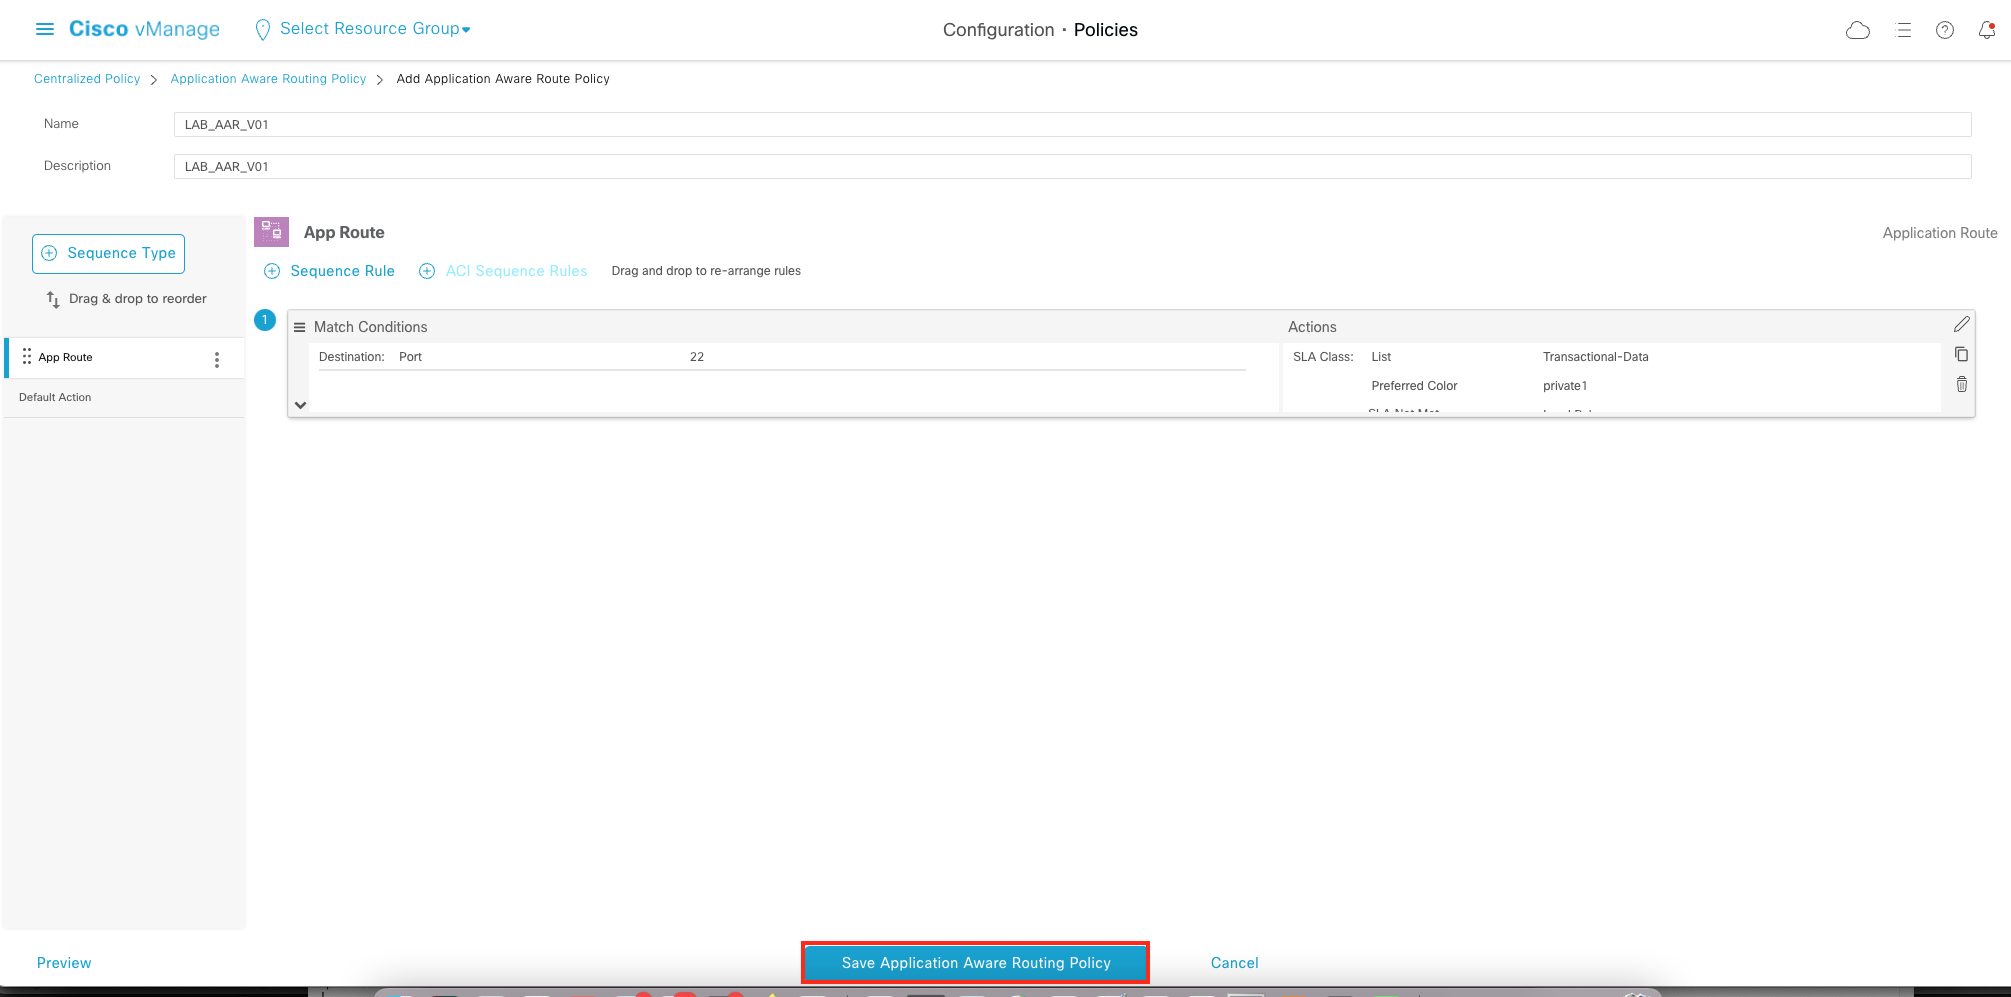 Cisco vManage
Select Resource Group
Configuration · Policies
Centralized Policy > Application Aware Routing Policy > Add Application Aware Route Policy
Name
LAB_AAR_V01
Description
LAB_AAR_V01
Sequence Type
Drag & drop to reorder
App Route
Default Action
App Route
Application Route
Sequence Rule
ACI Sequence Rules
Drag and drop to re-arrange rules
1
Match Conditions
Actions
Destination: Port 22
SLA Class: List Transactional-Data
Preferred Color private1
Preview
Save Application Aware Routing Policy
Cancel